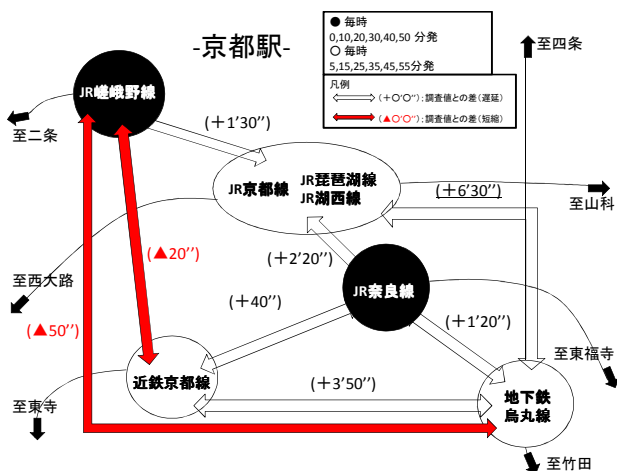 -京都駅-
● 毎時
0,10,20,30,40,50 分発
○ 毎時
5,15,25,35,45,55分発
凡例
(+○'○''):調査値との差(遅延)
(▲○'○''):調査値との差(短縮)
至四条
JR嵯峨野線
至二条
(+1'30'')
JR琵琶湖線
JR京都線
JR湖西線
(+6'30'')
至山科
(+2'20'')
(▲20'')
至西大路
JR奈良線
(+40'')
(▲50'')
(+1'20'')
至東福寺
近鉄京都線
(+3'50'')
地下鉄
烏丸線
至東寺
至竹田